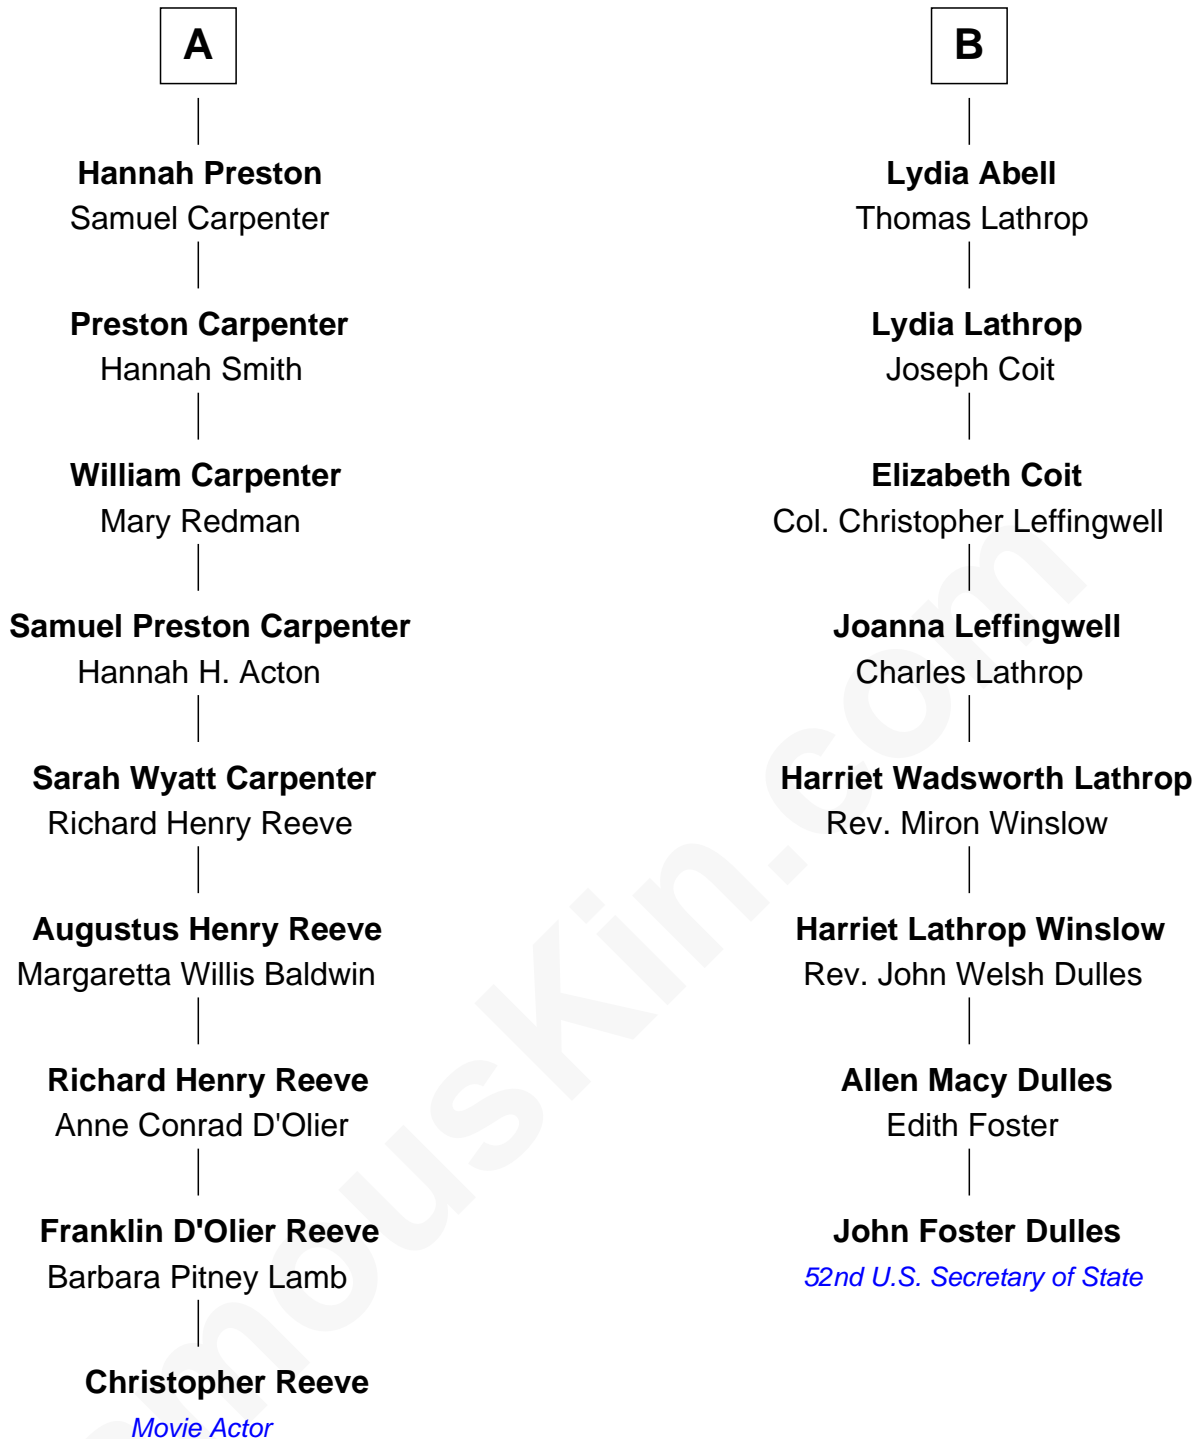 A
Hannah Preston
Samuel Carpenter
Preston Carpenter
Hannah Smith
William Carpenter
Mary Redman
Samuel Preston Carpenter
Hannah H. Acton
Sarah Wyatt Carpenter
Richard Henry Reeve
Augustus Henry Reeve
Margaretta Willis Baldwin
Richard Henry Reeve
Anne Conrad D'Olier
Franklin D'Olier Reeve
Barbara Pitney Lamb
Christopher Reeve
Movie Actor
B
Lydia Abell
Thomas Lathrop
Lydia Lathrop
Joseph Coit
Elizabeth Coit
Col. Christopher Leffingwell
Joanna Leffingwell
Charles Lathrop
Harriet Wadsworth Lathrop
Rev. Miron Winslow
Harriet Lathrop Winslow
Rev. John Welsh Dulles
Allen Macy Dulles
Edith Foster
John Foster Dulles
52nd U.S. Secretary of State
mouskin.com